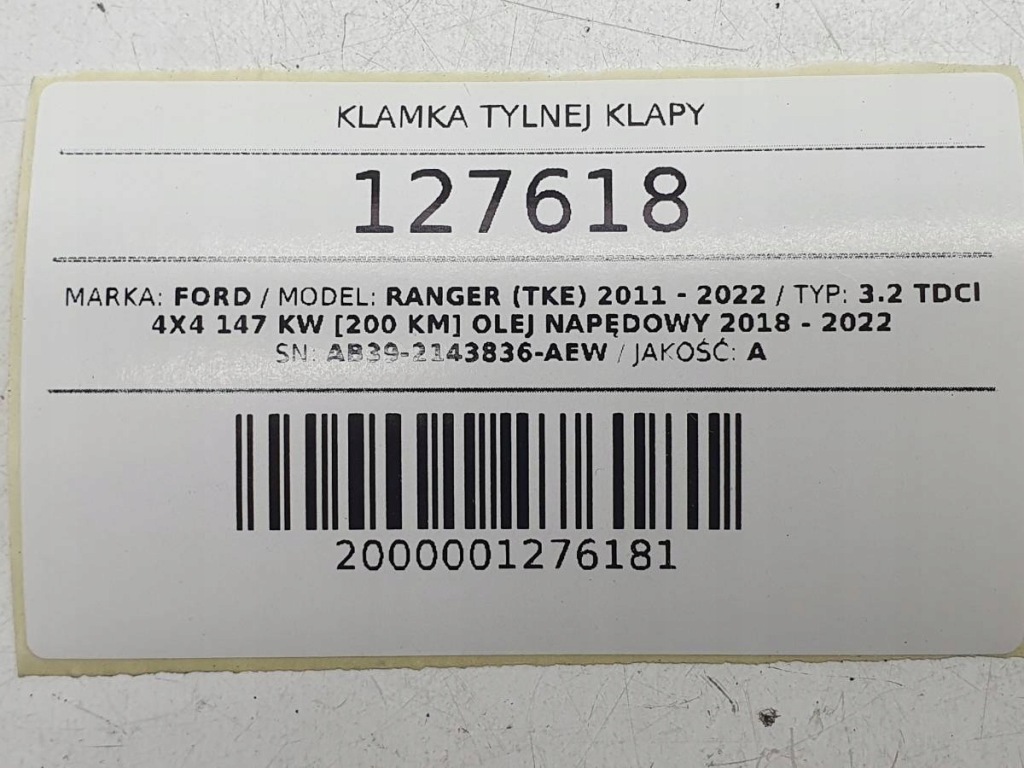 KLAMKA TYLNEJ KLAPY
127618
MARKA: FORD / MODEL: RANGER (TKE) 2011 - 2022 / TYP: 3.2 TDCI
4X4 147 KW [200 KM] OLEJ NAPĘDOWY 2018 - 2022
SN: AB39-2143836-AEW / JAKOŚĆ: A
2000001276181